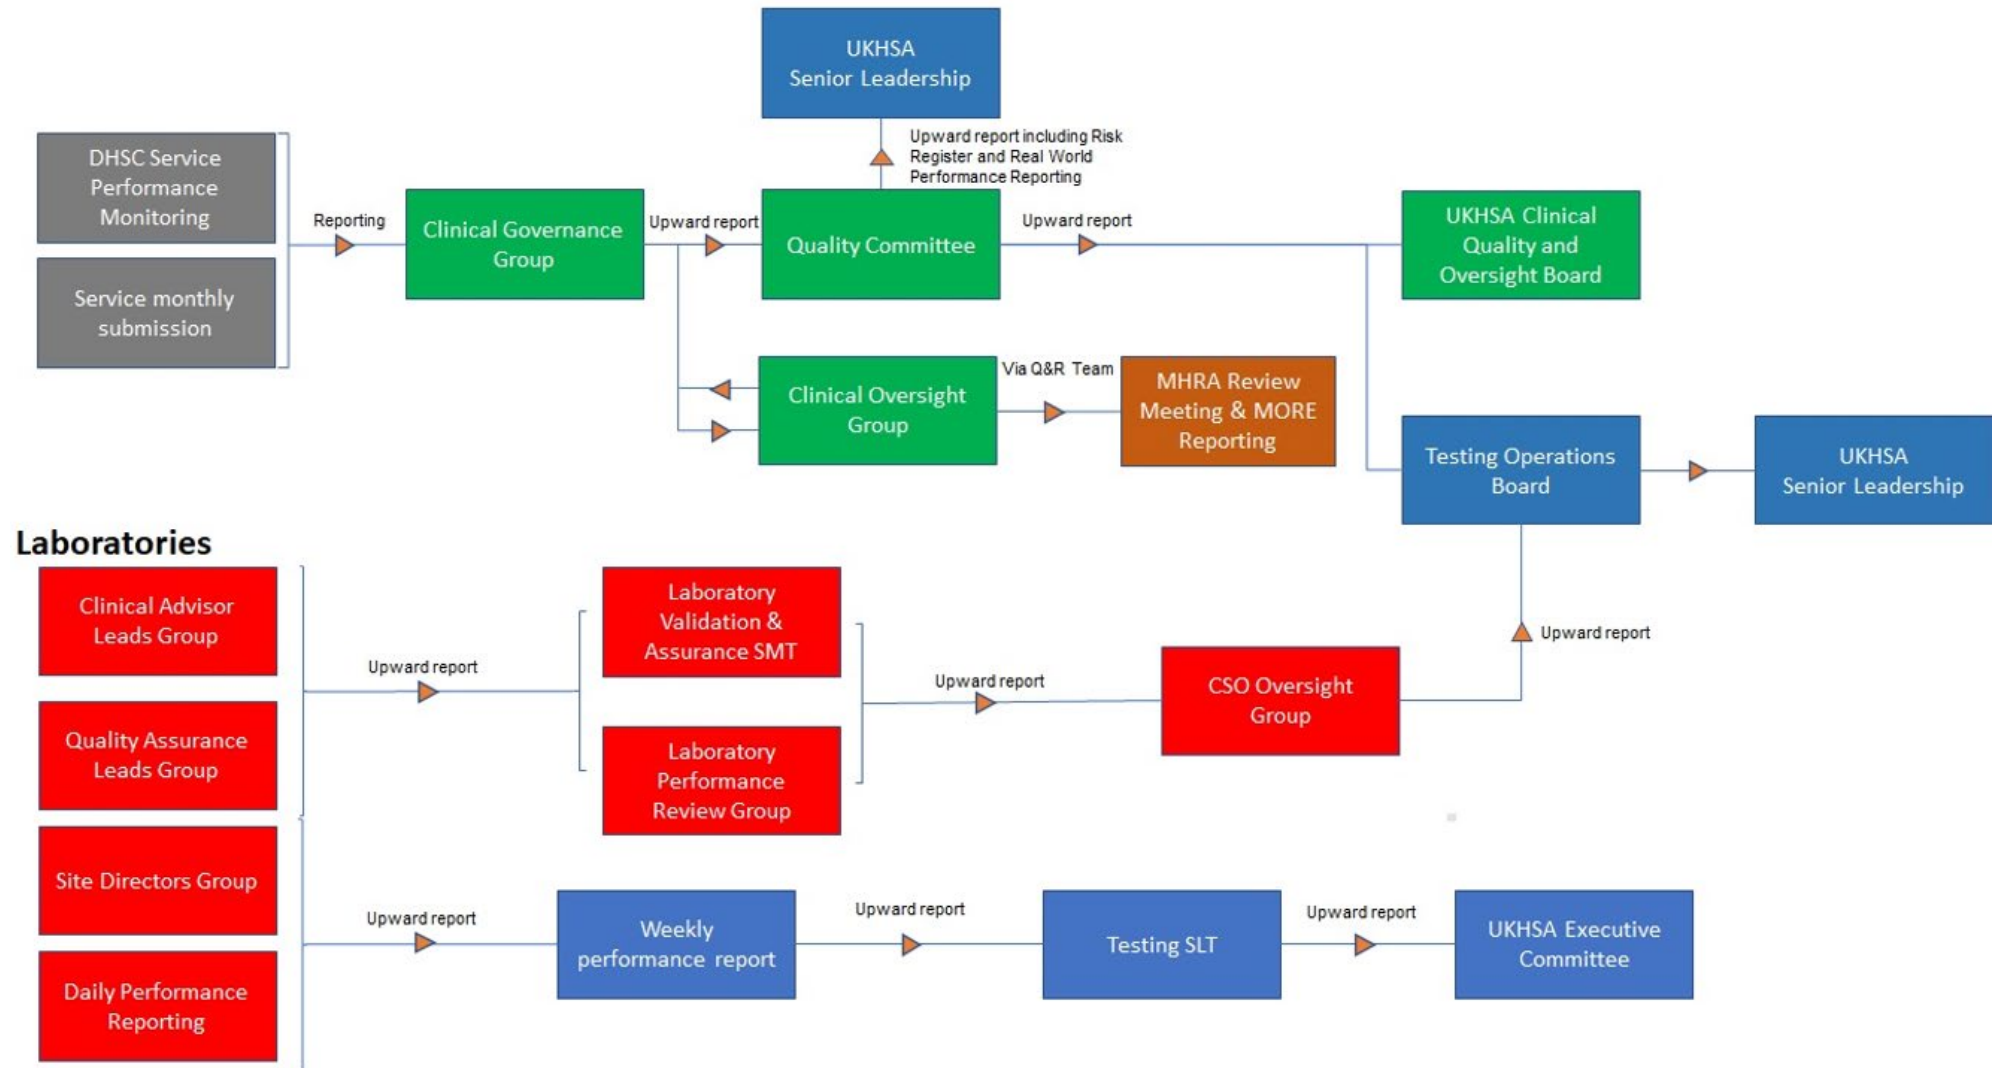 UKHSA
Senior Leadership
Upward report including Risk
Register and Real World
Performance Reporting
DHSC Service
Performance
Monitoring
Service monthly
submission
Reporting
Clinical Governance
Group
Upward report
Quality Committee
Upward report
UKHSA Clinical
Quality and
Oversight Board
Clinical Oversight
Group
Via Q&R Team
MHRA Review
Meeting & MORE
Reporting
Testing Operations
Board
UKHSA
Senior Leadership
Laboratories
Clinical Advisor
Leads Group
Quality Assurance
Leads Group
Upward report
Laboratory
Validation &
Assurance SMT
Laboratory
Performance
Review Group
Upward report
CSO Oversight
Group
Upward report
Site Directors Group
Daily Performance
Reporting
Upward report
Weekly
performance report
Upward report
Testing SLT
Upward report
UKHSA Executive
Committee